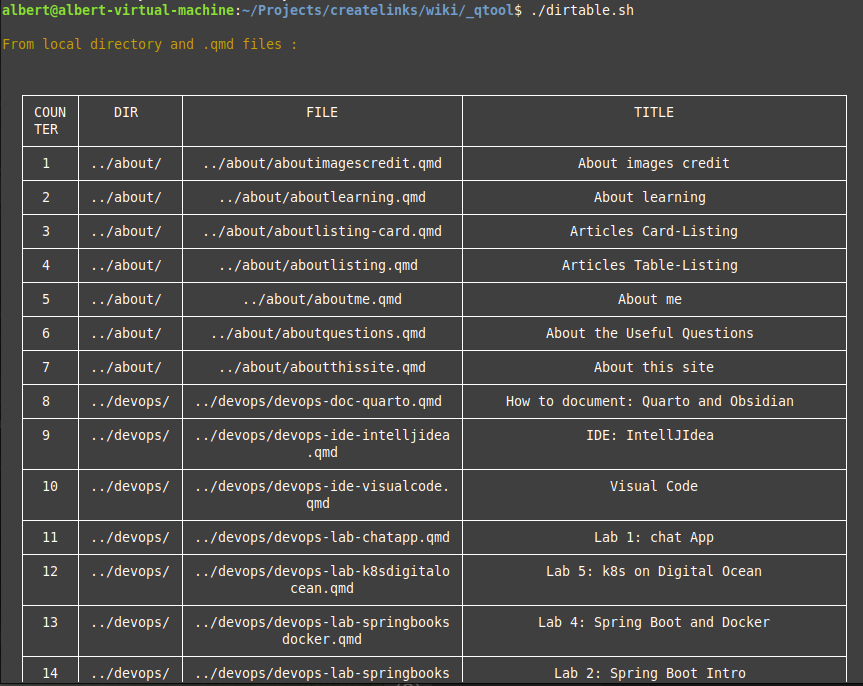 albert@albert-virtual-machine:~/Projects/createlinks/wiki/_qtool$ ./dirtable.sh
From local directory and .qmd files :
COUN DIR FILE TITLE
TER
1 ../about/ ../about/aboutimagescredit.qmd About images credit
2 ../about/ ../about/aboutlearning.qmd About learning
3 ../about/ ../about/aboutlisting-card.qmd Articles Card-Listing
4 ../about/ ../about/aboutlisting.qmd Articles Table-Listing
5 ../about/ ../about/aboutme.qmd About me
6 ../about/ ../about/aboutquestions.qmd About the Useful Questions
7 ../about/ ../about/aboutthissite.qmd About this site
8 ../devops/ ../devops/devops-doc-quarto.qmd How to document: Quarto and Obsidian
9 ../devops/ ../devops/devops-ide-intelljidea IDE: IntellJIdea
.qmd
10 ../devops/ ../devops/devops-ide-visualcode. Visual Code
qmd
11 ../devops/ ../devops/devops-lab-chatapp.qmd Lab 1: chat App
12 ../devops/ ../devops/devops-lab-k8sdigitalo Lab 5: k8s on Digital Ocean
cean.qmd
13 ../devops/ ../devops/devops-lab-springbooks Lab 4: Spring Boot and Docker
docker.qmd
14 ../devops/ ../devops/devops-lab-springbooks Lab 2: Spring Boot Intro